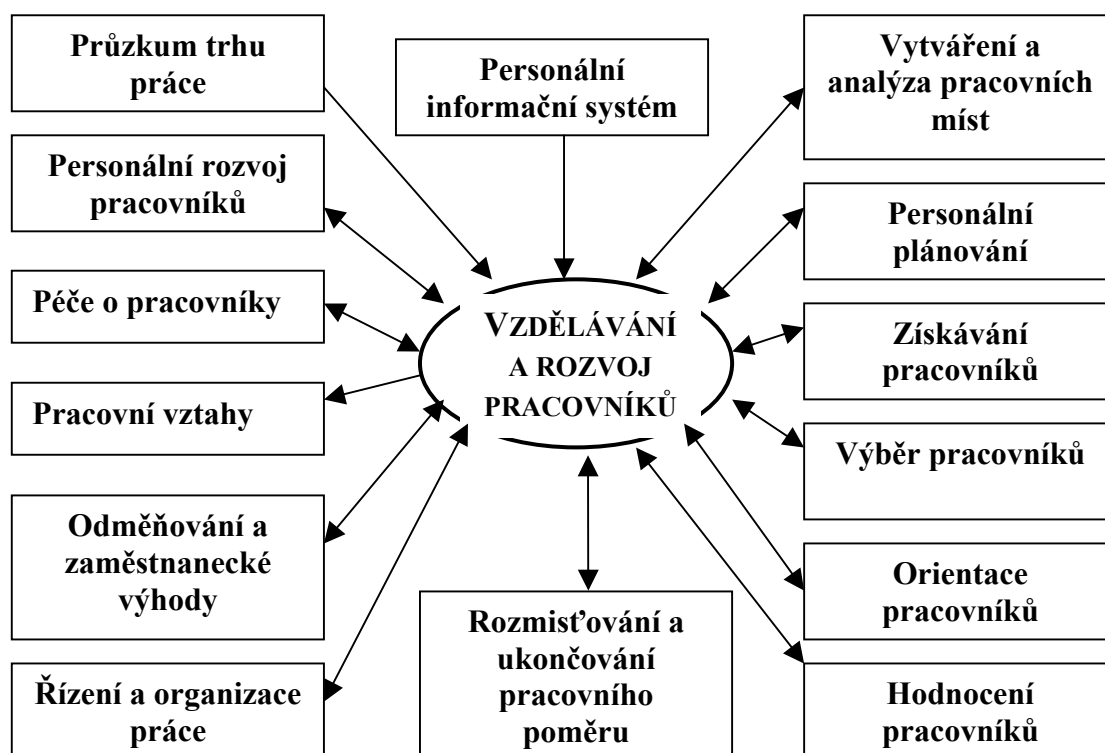 Průzkum trhu
práce
Personální
informační systém
Vytváření a
analýza pracovních
míst
Personální rozvoj
pracovníků
Personální
plánování
Péče o pracovníky
VZDĚLÁVÁNÍ
A ROZVOJ
PRACOVNÍKŮ
Získávání
pracovníků
Pracovní vztahy
Výběr pracovníků
Odměňování a
zaměstnanecké
výhody
Orientace
pracovníků
Rozmisťování a
ukončování
pracovního
poměru
Řízení a organizace
práce
Hodnocení
pracovníků